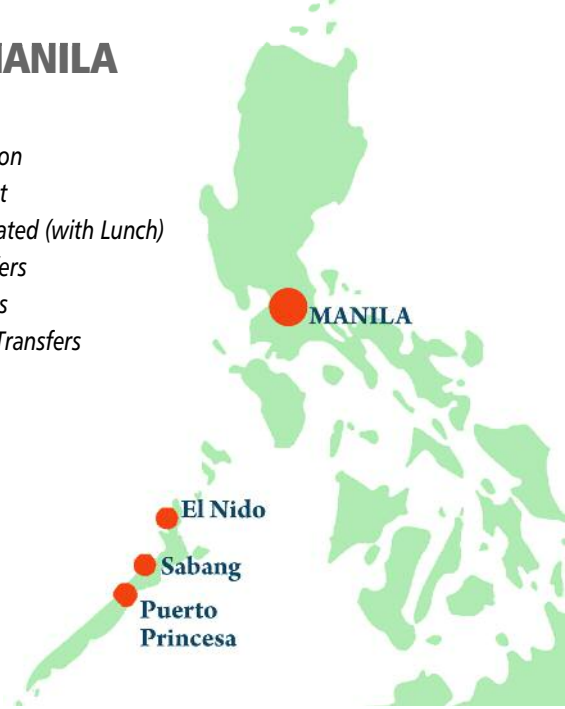 MANILA
on
t
ated (with Lunch)
ers
s
Transfers
MANILA
El Nido
Sabang
Puerto
Princesa